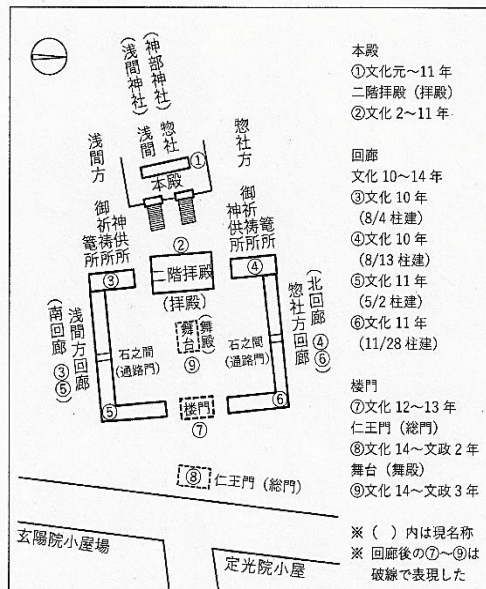 (神部神社)
(浅間神社)
惣社
浅間
惣社方
浅間方
①
本殿
御祈祷所
神供所
篭所
②
神供所
御祈祷所
篭所
③
二階拝殿
(拝殿)
④
浅間方回廊
(南回廊 ③⑤)
石之間
(通路門)
舞台
(舞殿)
⑨
石之間
(通路門)
(北回廊 ④⑥)
惣社方回廊
⑤
楼門
⑥
⑦
⑧
仁王門(総門)
玄陽院小屋場
定光院小屋
本殿
①文化元~11年
二階拝殿(拝殿)
②文化2~11年
回廊
文化10~14年
③文化10年
(8/4柱建)
④文化10年
(8/13柱建)
⑤文化11年
(5/2柱建)
⑥文化11年
(11/28柱建)
楼門
⑦文化12~13年
仁王門(総門)
⑧文化14~文政2年
舞台(舞殿)
⑨文化14~文政3年
※( )内は現名称
※ 回廊後の⑦~⑨は
破線で表現した